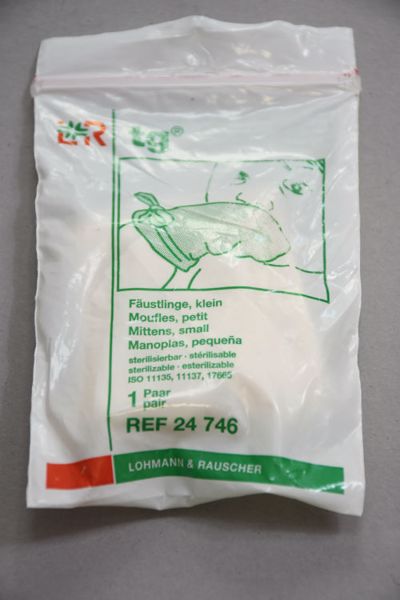 L&R tg®
Fäustlinge, klein
Moufles, petit
Mittens, small
Manoplas, pequeña
sterilisierbar · stérilisable
sterilizable · esterilizable
ISO 11135, 11137, 17665
1 Paar
pair
REF 24 746
LOHMANN & RAUSCHER